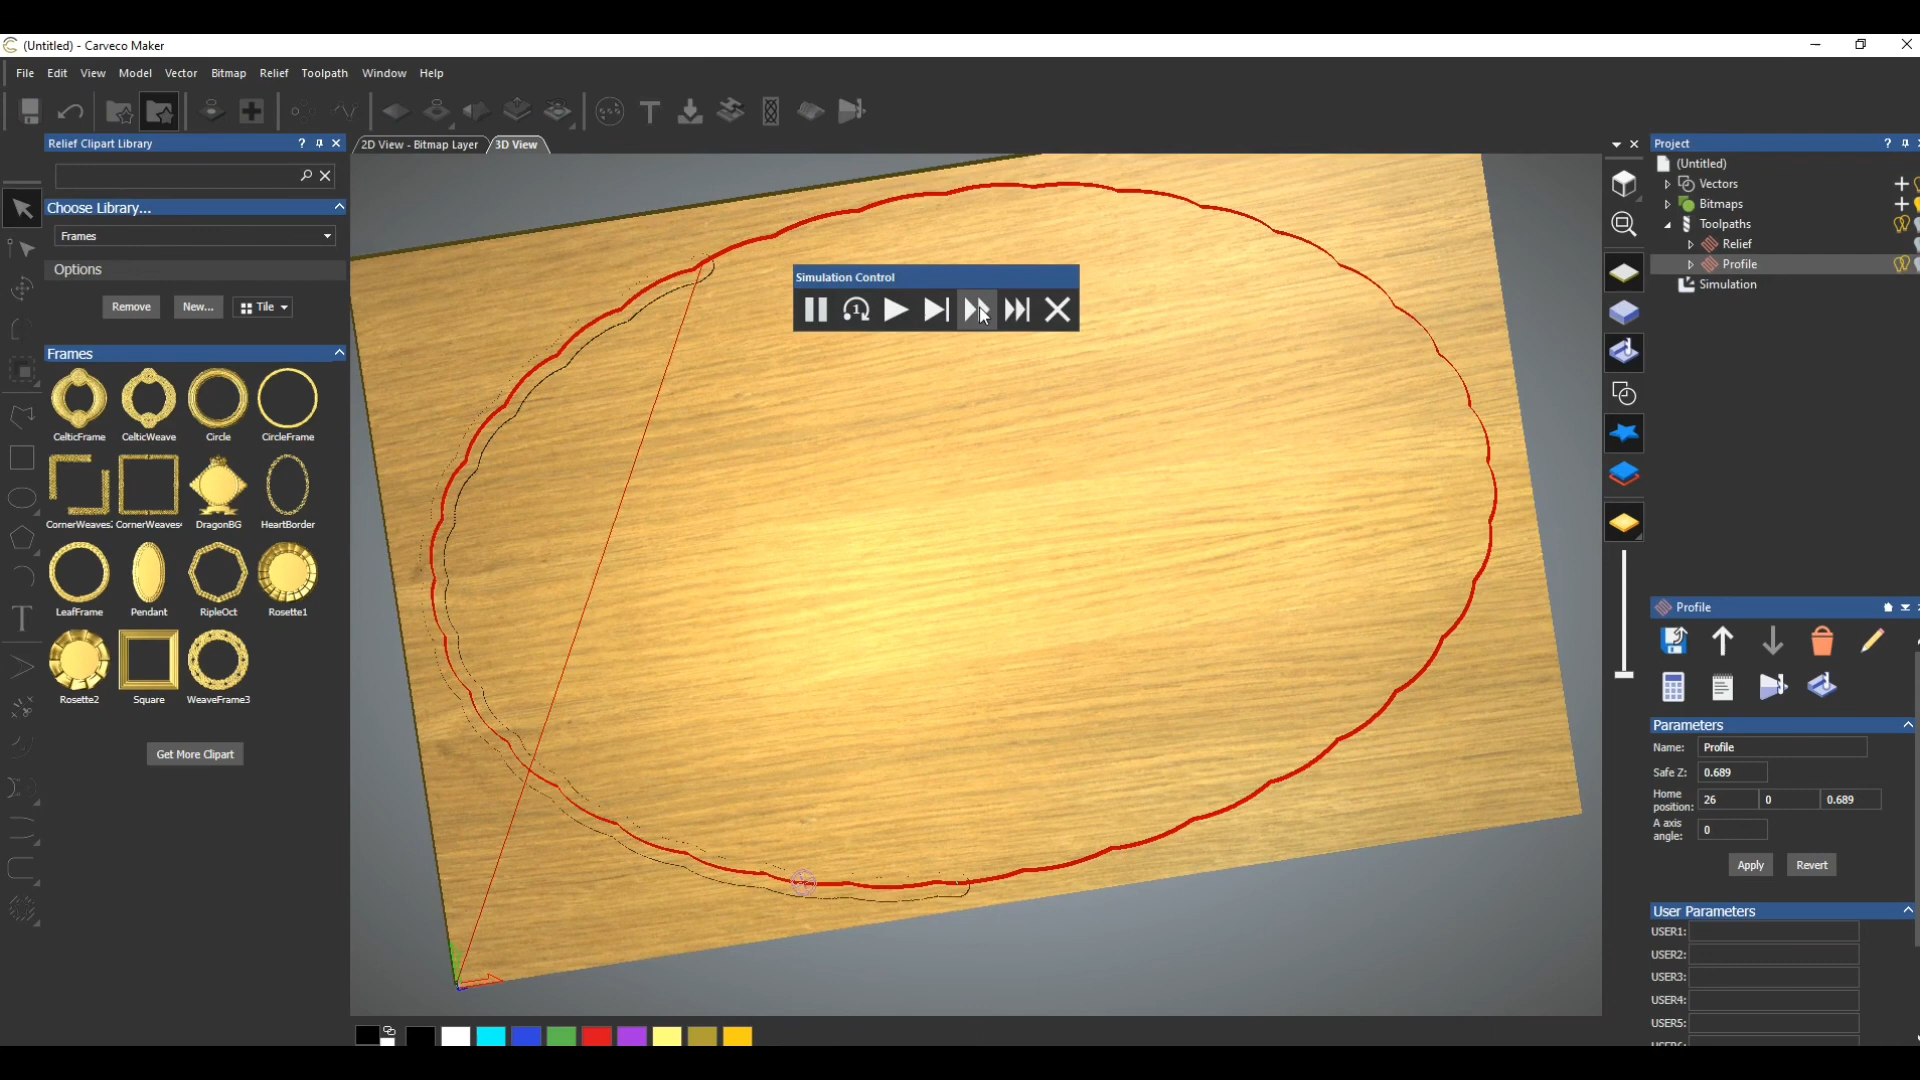 (Untitled) - Carveco Maker
File Edit View Model Vector Bitmap Relief Toolpath Window Help
Relief Clipart Library
2D View - Bitmap Layer
3D View
Project
(Untitled)
Vectors
Bitmaps
Toolpaths
Relief
Profile
Simulation
Choose Library...
Frames
Options
Remove
New...
Tile
Frames
CelticFrame CelticWeave Circle CircleFrame
CornerWeaves CornerWeaves DragonBG HeartBorder
LeafFrame Pendant RipleOct Rosette1
Rosette2 Square WeaveFrame3
Get More Clipart
Simulation Control
1
Profile
Parameters
Name: Profile
Safe Z: 0.689
Home position: 26 0 0.689
A axis angle: 0
Apply Revert
User Parameters
USER1:
USER2:
USER3:
USER4:
USER5: